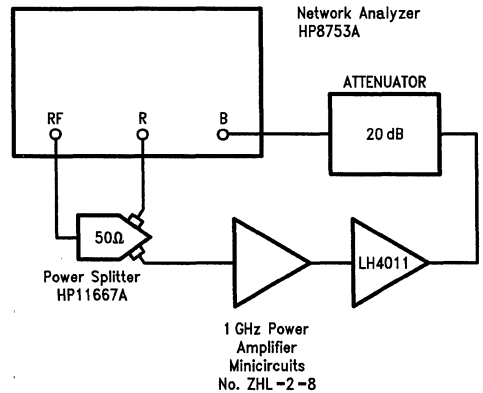 Network Analyzer
HP8753A
ATTENUATOR
RF
R
B
20 dB
50Ω
Power Splitter
HP11667A
LH4011
1 GHz Power
Amplifier
Minicircuits
No. ZHL-2-8